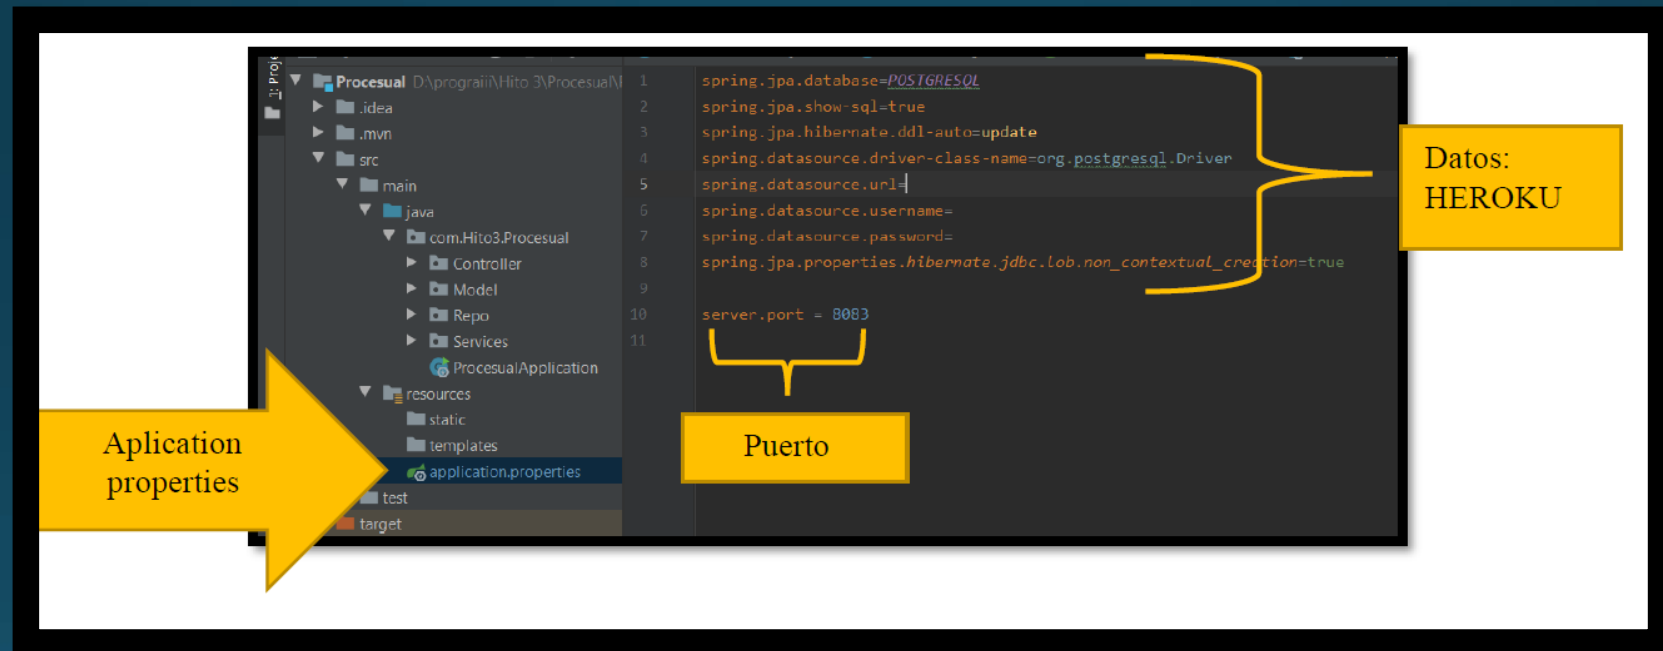 1: Proje
Procesual D:\prograiii\Hito 3\Procesual\
.idea
.mvn
src
main
java
com.Hito3.Procesual
Controller
Model
Repo
Services
ProcesualApplication
resources
static
templates
application.properties
test
target
1 spring.jpa.database=POSTGRESQL
2 spring.jpa.show-sql=true
3 spring.jpa.hibernate.ddl-auto=update
4 spring.datasource.driver-class-name=org.postgresql.Driver
5 spring.datasource.url=
6 spring.datasource.username=
7 spring.datasource.password=
8 spring.jpa.properties.hibernate.jdbc.lob.non_contextual_creation=true
9
10 server.port = 8083
11
Datos:
HEROKU
Aplication
properties
Puerto